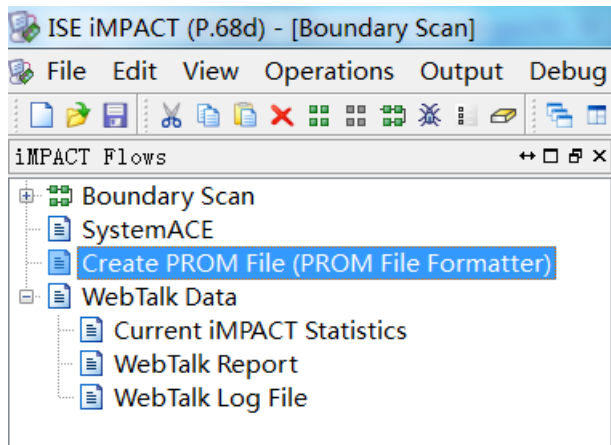 ISE iMPACT (P.68d) - [Boundary Scan]
File Edit View Operations Output Debug
iMPACT Flows
Boundary Scan
SystemACE
Create PROM File (PROM File Formatter)
WebTalk Data
Current iMPACT Statistics
WebTalk Report
WebTalk Log File